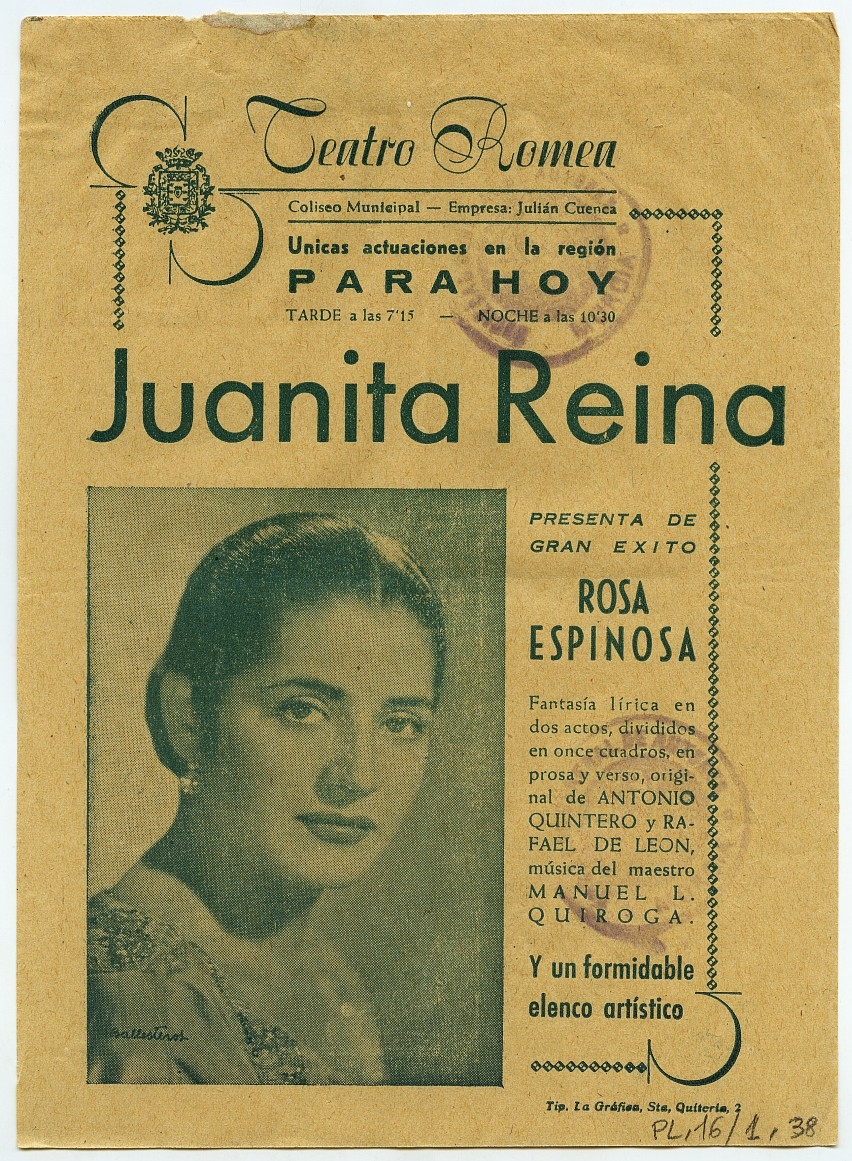 Teatro Romea
Coliseo Municipal — Empresa: Julián Cuenca
Unicas actuaciones en la región
PARA HOY
TARDE a las 7'15 — NOCHE a las 10'30
Juanita Reina
PRESENTA DE
GRAN EXITO
ROSA
ESPINOSA
Fantasía lírica en
dos actos, divididos
en once cuadros, en
prosa y verso, origi-
nal de ANTONIO
QUINTERO y RA-
FAEL DE LEON,
música del maestro
MANUEL L.
QUIROGA.
Y un formidable
elenco artístico
Ballesteros
Tip. La Gráfica, Sta, Quiteria, 2
PL,16/1,38